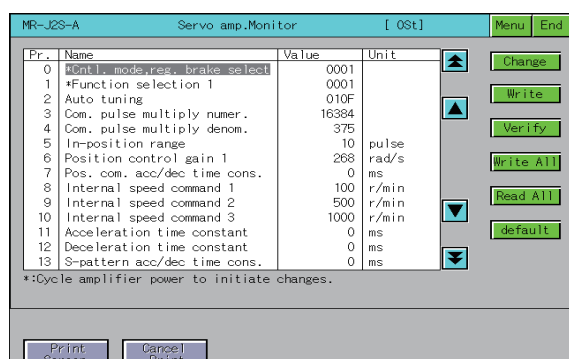 MR-J2S-A Servo amp.Monitor [ 0St] Menu End
Pr. Name Value Unit
0 *Cntl. mode,reg. brake select 0001
1 *Function selection 1 0001
2 Auto tuning 010F
3 Com. pulse multiply numer. 16384
4 Com. pulse multiply denom. 375
5 In-position range 10 pulse
6 Position control gain 1 268 rad/s
7 Pos. com. acc/dec time cons. 0 ms
8 Internal speed command 1 100 r/min
9 Internal speed command 2 500 r/min
10 Internal speed command 3 1000 r/min
11 Acceleration time constant 0 ms
12 Deceleration time constant 0 ms
13 S-pattern acc/dec time cons. 0 ms
*:Cycle amplifier power to initiate changes.
Change
Write
Verify
Write All
Read All
default
Print Cancel
Screen Print